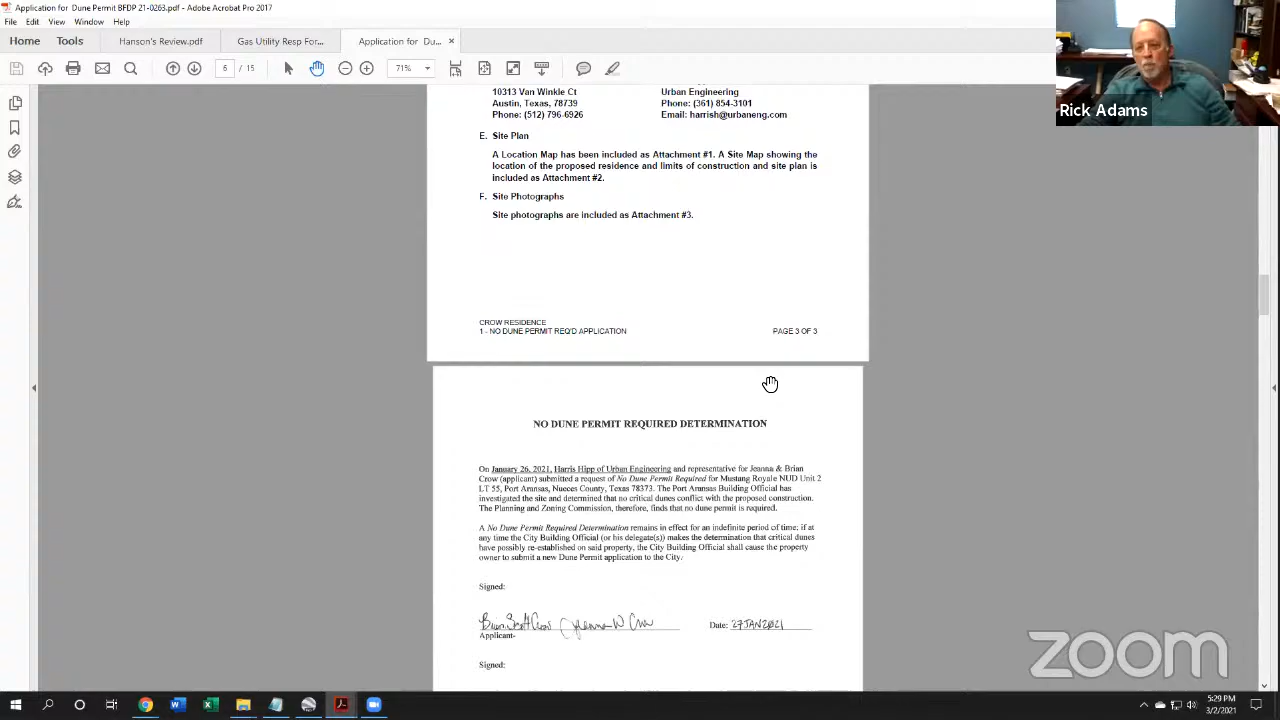 Application for Dune Permit BFDP 21-0263.pdf - Adobe Acrobat Pro 2017
File Edit View Window Help
Home Tools Hanson's Review.pdf Gas Utility Resp For... Application for Du... ×
6 / 15 71%
10313 Van Winkle Ct Urban Engineering
Austin, Texas, 78739 Phone: (361) 854-3101
Phone: (512) 796-6926 Email: harrish@urbaneng.com
E. Site Plan
A Location Map has been included as Attachment #1. A Site Map showing the
location of the proposed residence and limits of construction and site plan is
included as Attachment #2.
F. Site Photographs
Site photographs are included as Attachment #3.
CROW RESIDENCE
1 - NO DUNE PERMIT REQ'D APPLICATION PAGE 3 OF 3
NO DUNE PERMIT REQUIRED DETERMINATION
On January 26, 2021, Harris Hipp of Urban Engineering and representative for Jeanna & Brian
Crow (applicant) submitted a request of No Dune Permit Required for Mustang Royale NUD Unit 2
LT 55, Port Aransas, Nueces County, Texas 78373. The Port Aransas Building Official has
investigated the site and determined that no critical dunes conflict with the proposed construction.
The Planning and Zoning Commission, therefore, finds that no dune permit is required.
A No Dune Permit Required Determination remains in effect for an indefinite period of time; if at
any time the City Building Official (or his delegate(s)) makes the determination that critical dunes
have possibly re-established on said property, the City Building Official shall cause the property
owner to submit a new Dune Permit application to the City.
Signed:
Brian Scott Crow Jeanna W Crow Date: 27JAN2021
Applicant-
Signed:
Rick Adams
zoom
5:29 PM
3/2/2021